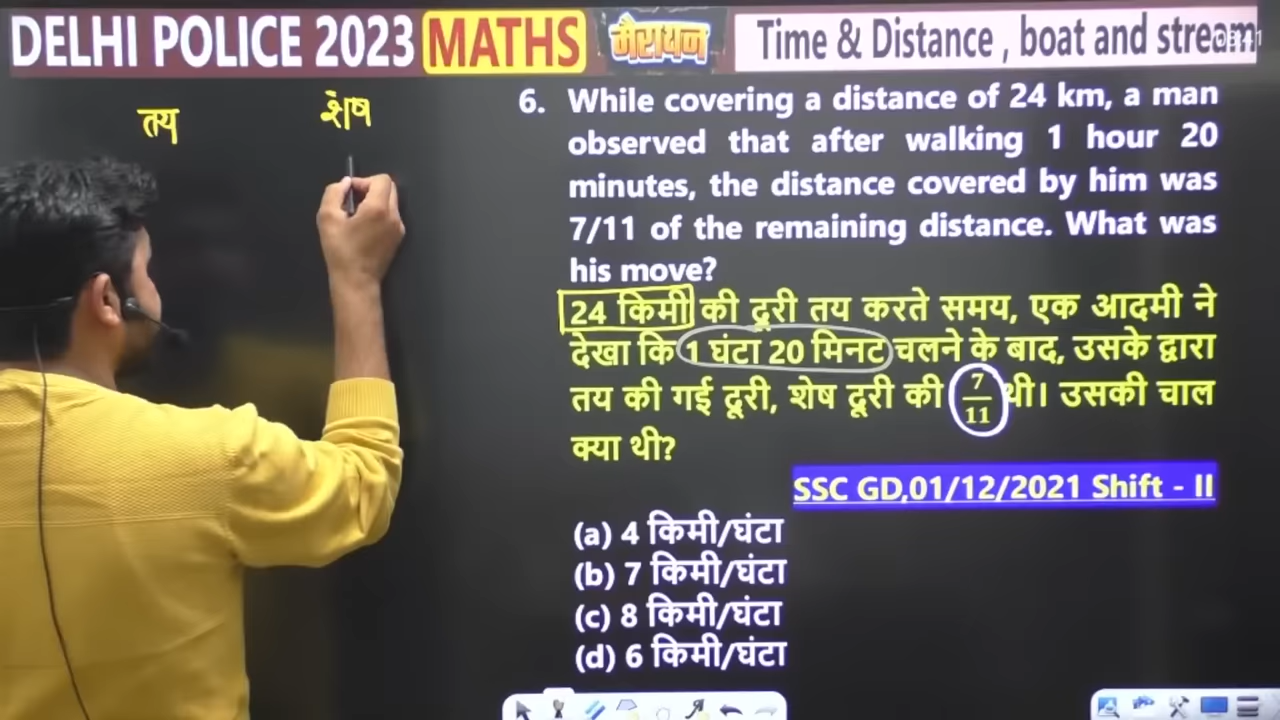 DELHI POLICE 2023 MATHS मैराथन Time & Distance , boat and stream
तय शेष
6. While covering a distance of 24 km, a man
observed that after walking 1 hour 20
minutes, the distance covered by him was
7/11 of the remaining distance. What was
his move?
24 किमी की दूरी तय करते समय, एक आदमी ने
देखा कि 1 घंटा 20 मिनट चलने के बाद, उसके द्वारा
तय की गई दूरी, शेष दूरी की 7/11 थी। उसकी चाल
क्या थी?
SSC GD,01/12/2021 Shift - II
(a) 4 किमी/घंटा
(b) 7 किमी/घंटा
(c) 8 किमी/घंटा
(d) 6 किमी/घंटा